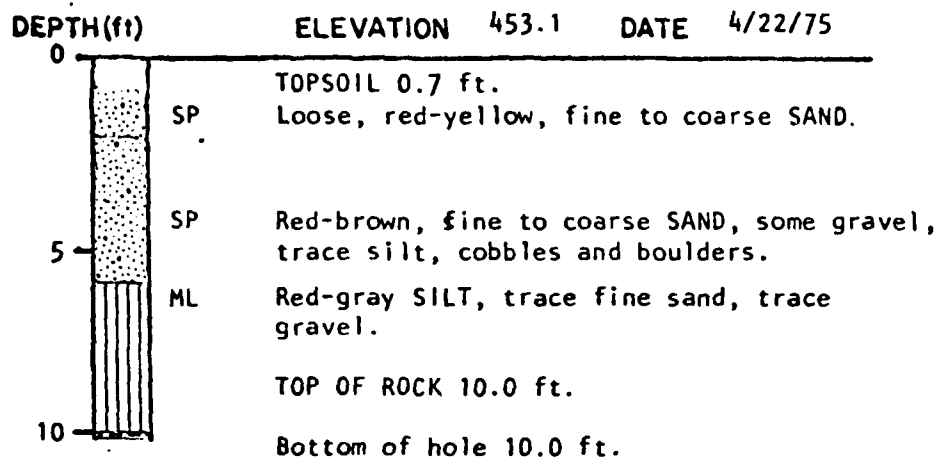 DEPTH(ft) ELEVATION 453.1 DATE 4/22/75
0
TOPSOIL 0.7 ft.
SP Loose, red-yellow, fine to coarse SAND.
SP Red-brown, fine to coarse SAND, some gravel,
5 trace silt, cobbles and boulders.
ML Red-gray SILT, trace fine sand, trace
gravel.
TOP OF ROCK 10.0 ft.
10
Bottom of hole 10.0 ft.